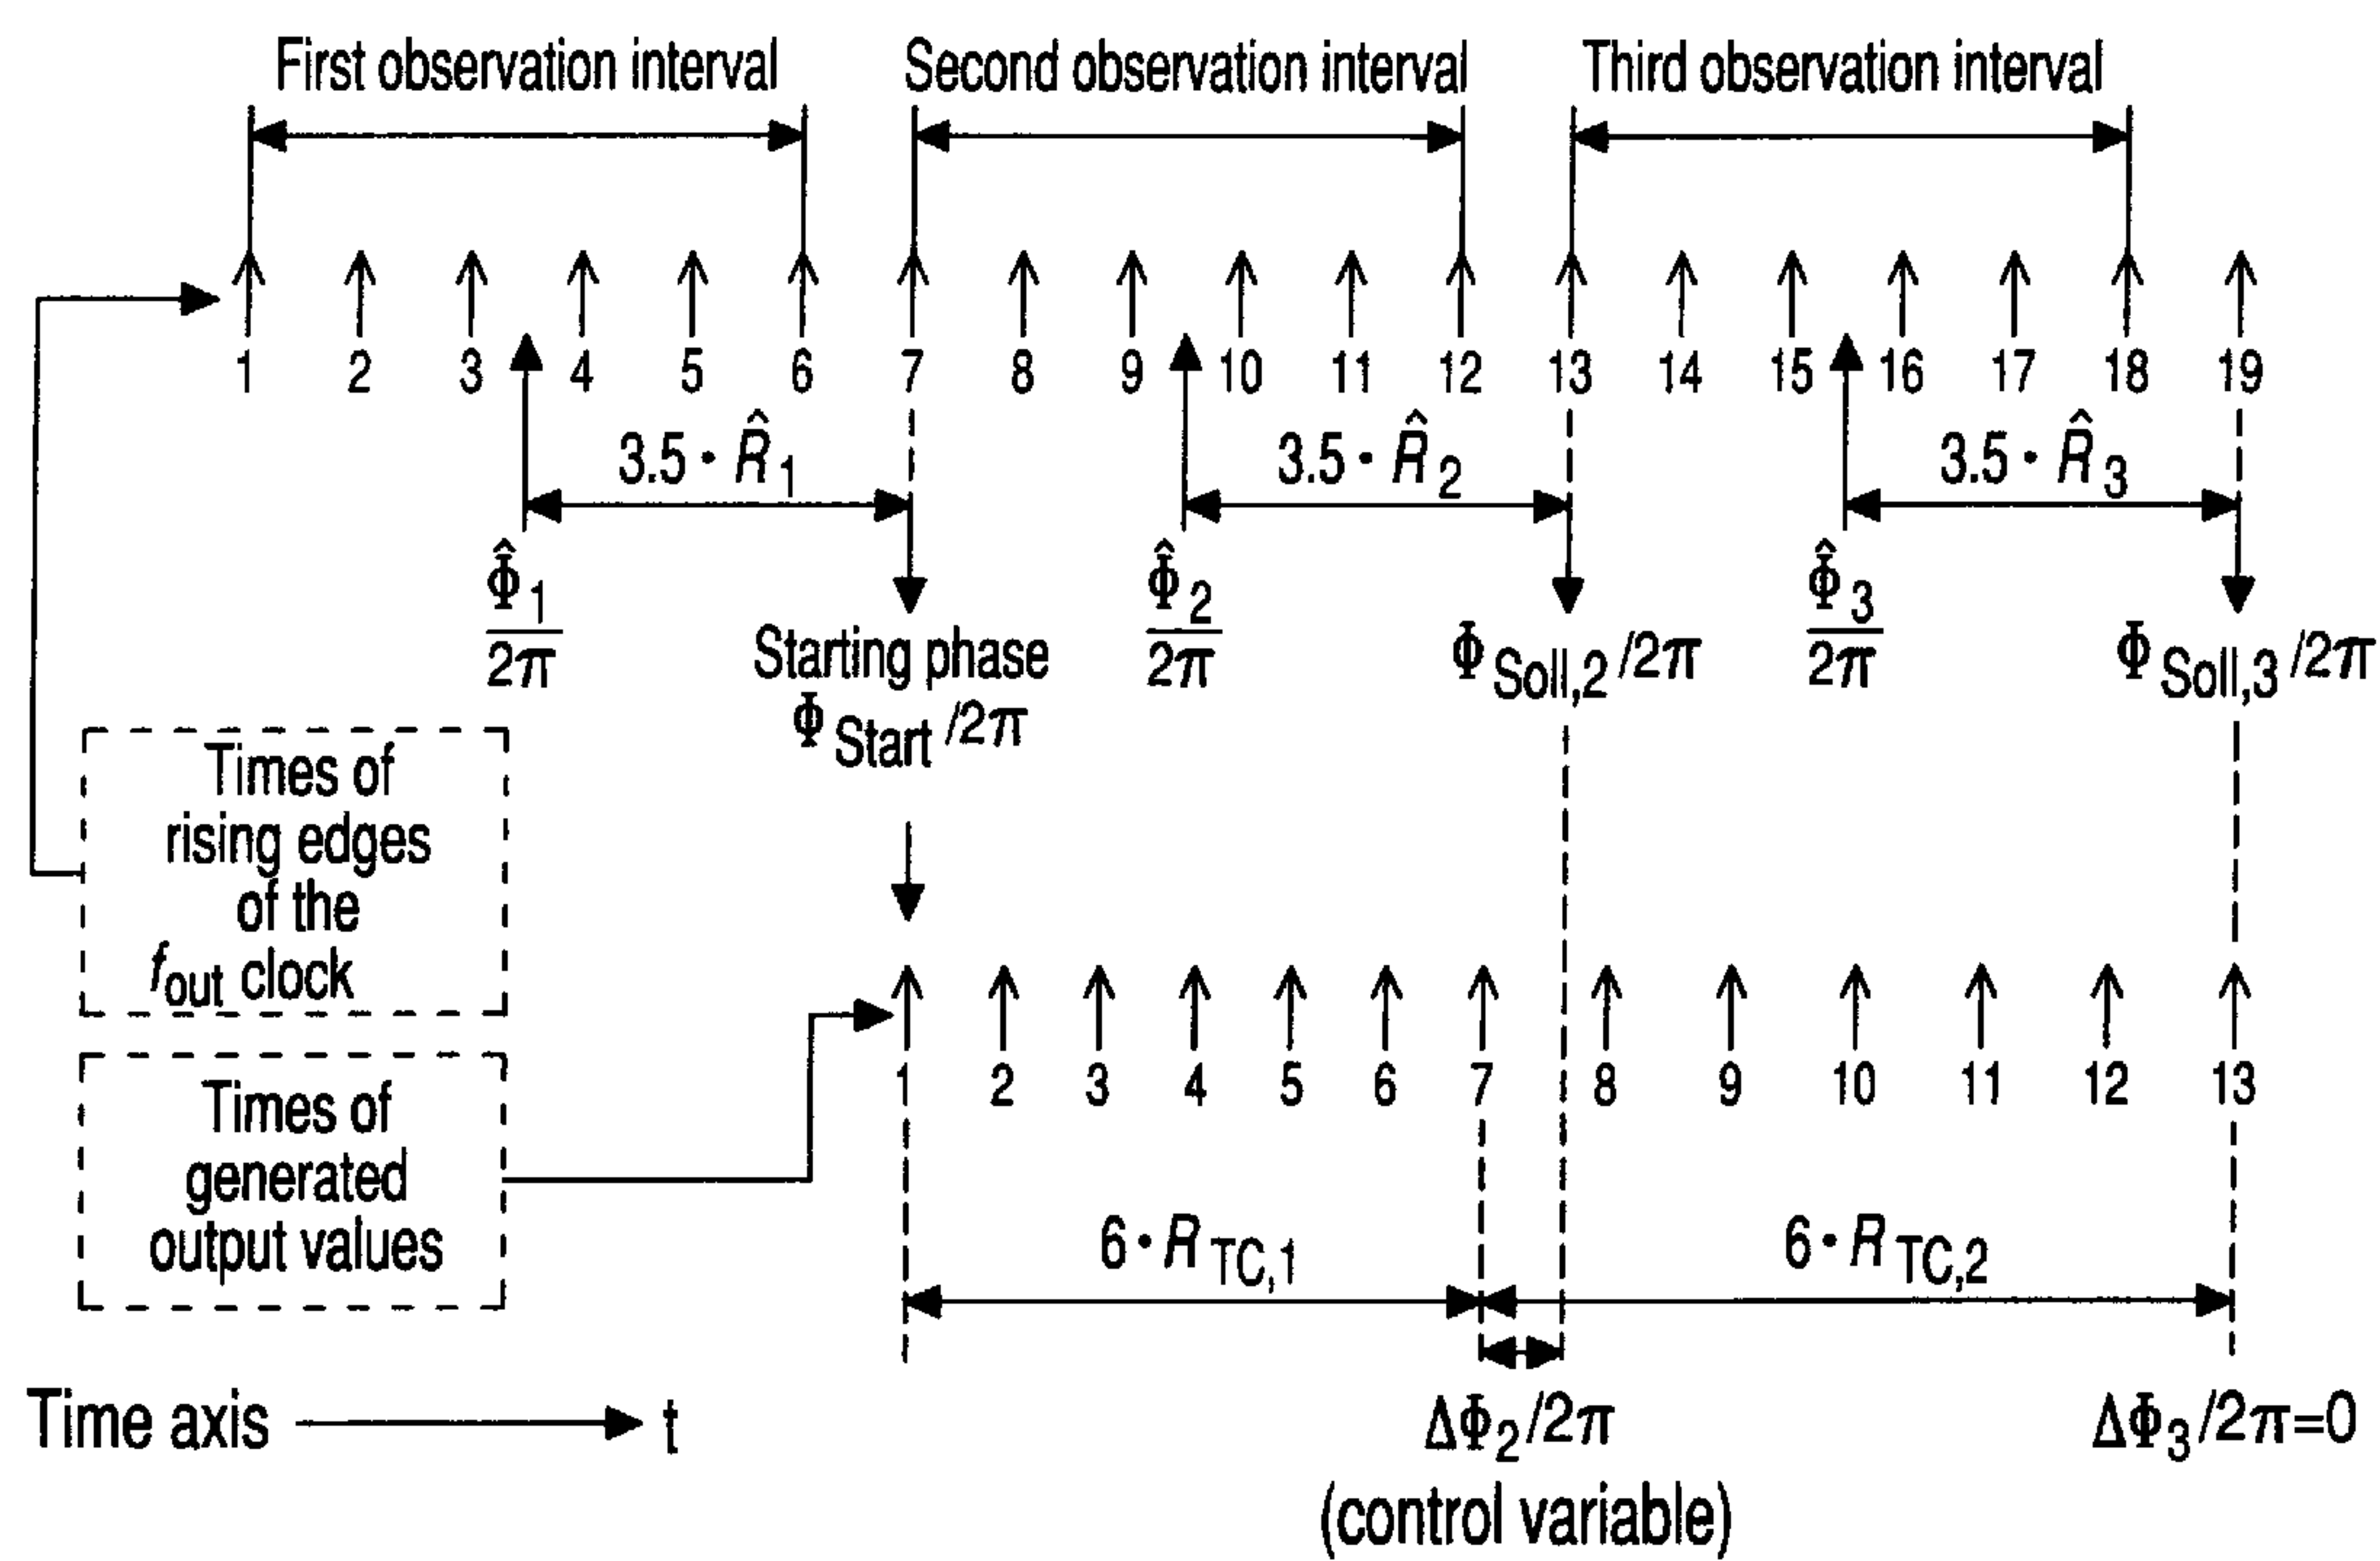 First observation interval
Second observation interval
Third observation interval
1 2 3 4 5 6 7 8 9 10 11 12 13 14 15 16 17 18 19
3.5 • R̂1
3.5 • R̂2
3.5 • R̂3
Φ̂1
2π
Starting phase
ΦStart /2π
Φ̂2
2π
ΦSoll,2 /2π
Φ̂3
2π
ΦSoll,3 /2π
Times of
rising edges
of the
fout clock
1 2 3 4 5 6 7 8 9 10 11 12 13
Times of
generated
output values
6 • RTC,1
6 • RTC,2
Time axis
t
ΔΦ2/2π
(control variable)
ΔΦ3/2π=0